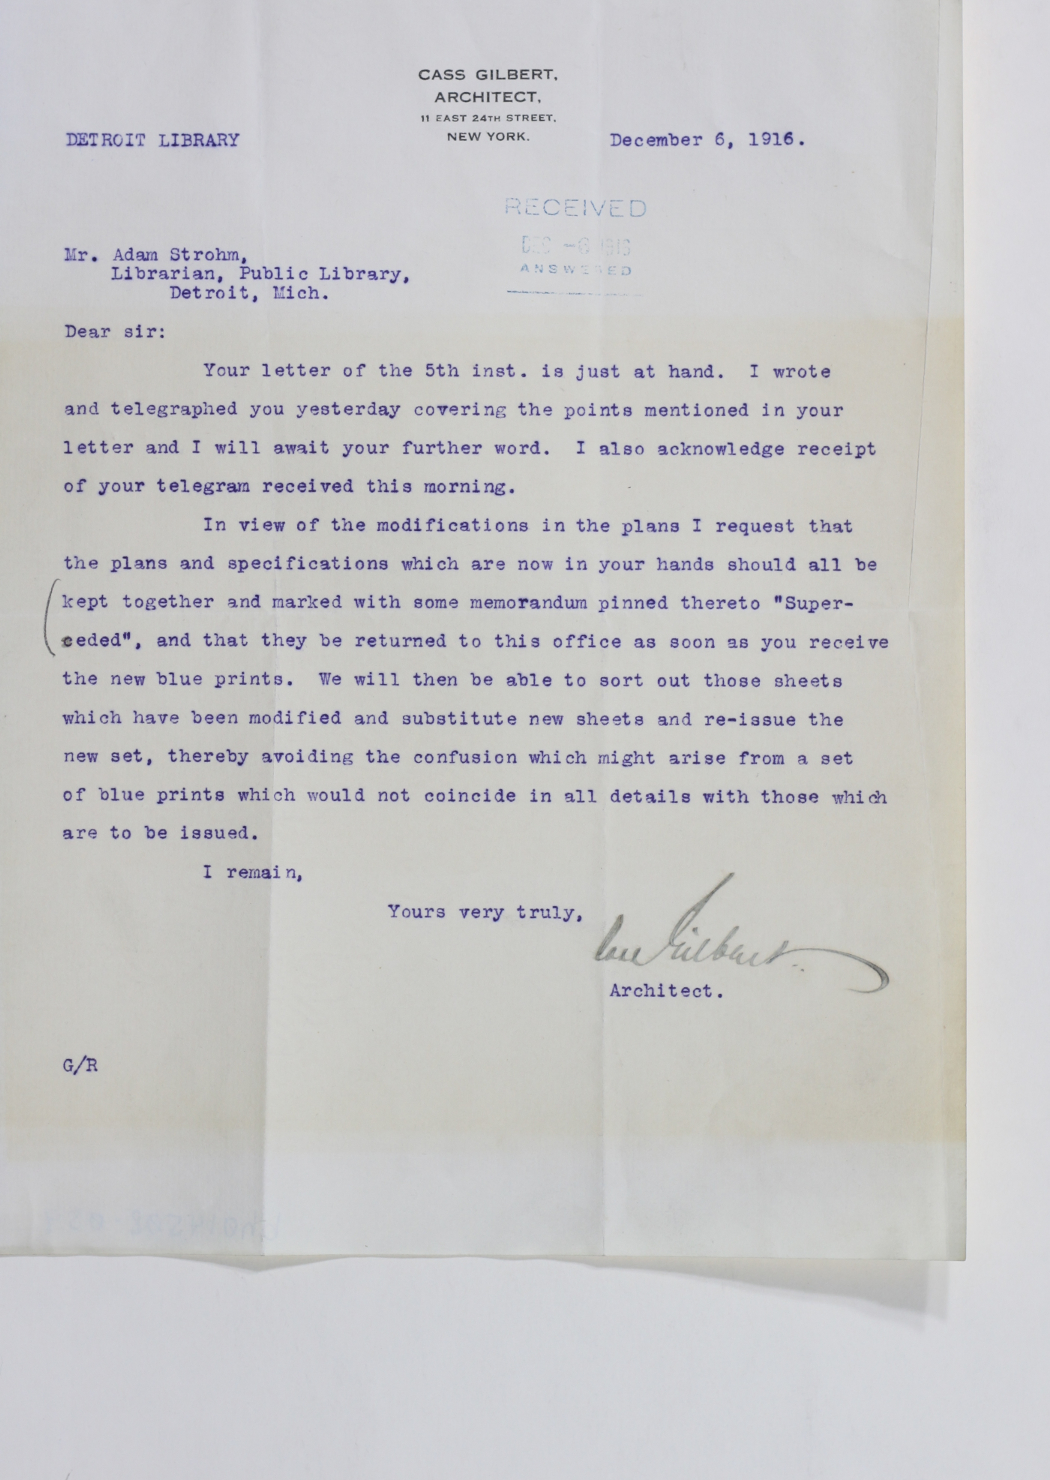 CASS GILBERT,
ARCHITECT,
11 EAST 24TH STREET,
NEW YORK.
DETROIT LIBRARY
December 6, 1916.
RECEIVED
DEC -6 1916
ANSWERED
Mr. Adam Strohm,
Librarian, Public Library,
Detroit, Mich.
Dear sir:
Your letter of the 5th inst. is just at hand. I wrote
and telegraphed you yesterday covering the points mentioned in your
letter and I will await your further word. I also acknowledge receipt
of your telegram received this morning.
In view of the modifications in the plans I request that
the plans and specifications which are now in your hands should all be
kept together and marked with some memorandum pinned thereto "Super-
ceded", and that they be returned to this office as soon as you receive
the new blue prints. We will then be able to sort out those sheets
which have been modified and substitute new sheets and re-issue the
new set, thereby avoiding the confusion which might arise from a set
of blue prints which would not coincide in all details with those which
are to be issued.
I remain,
Yours very truly,
Cass Gilbert
Architect.
G/R